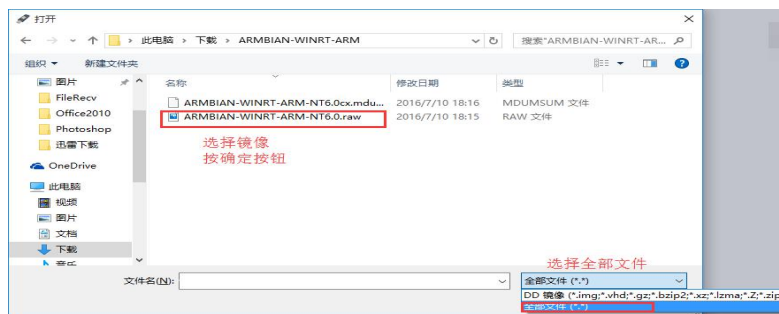 打开
此电脑 > 下载 > ARMBIAN-WINRT-ARM
搜索"ARMBIAN-WINRT-AR...
组织 新建文件夹
图片
FileRecv
Office2010
Photoshop
迅雷下载
OneDrive
此电脑
视频
图片
文档
下载
音乐
名称 修改日期 类型
ARMBIAN-WINRT-ARM-NT6.0cx.mdu... 2016/7/10 18:16 MDUMSUM 文件
ARMBIAN-WINRT-ARM-NT6.0.raw 2016/7/10 18:15 RAW 文件
选择镜像
按确定按钮
选择全部文件
文件名(N): 全部文件 (*.*)
DD 镜像 (*.img;*.vhd;*.gz;*.bzip2;*.xz;*.lzma;*.Z;*.zip
全部文件 (*.*)